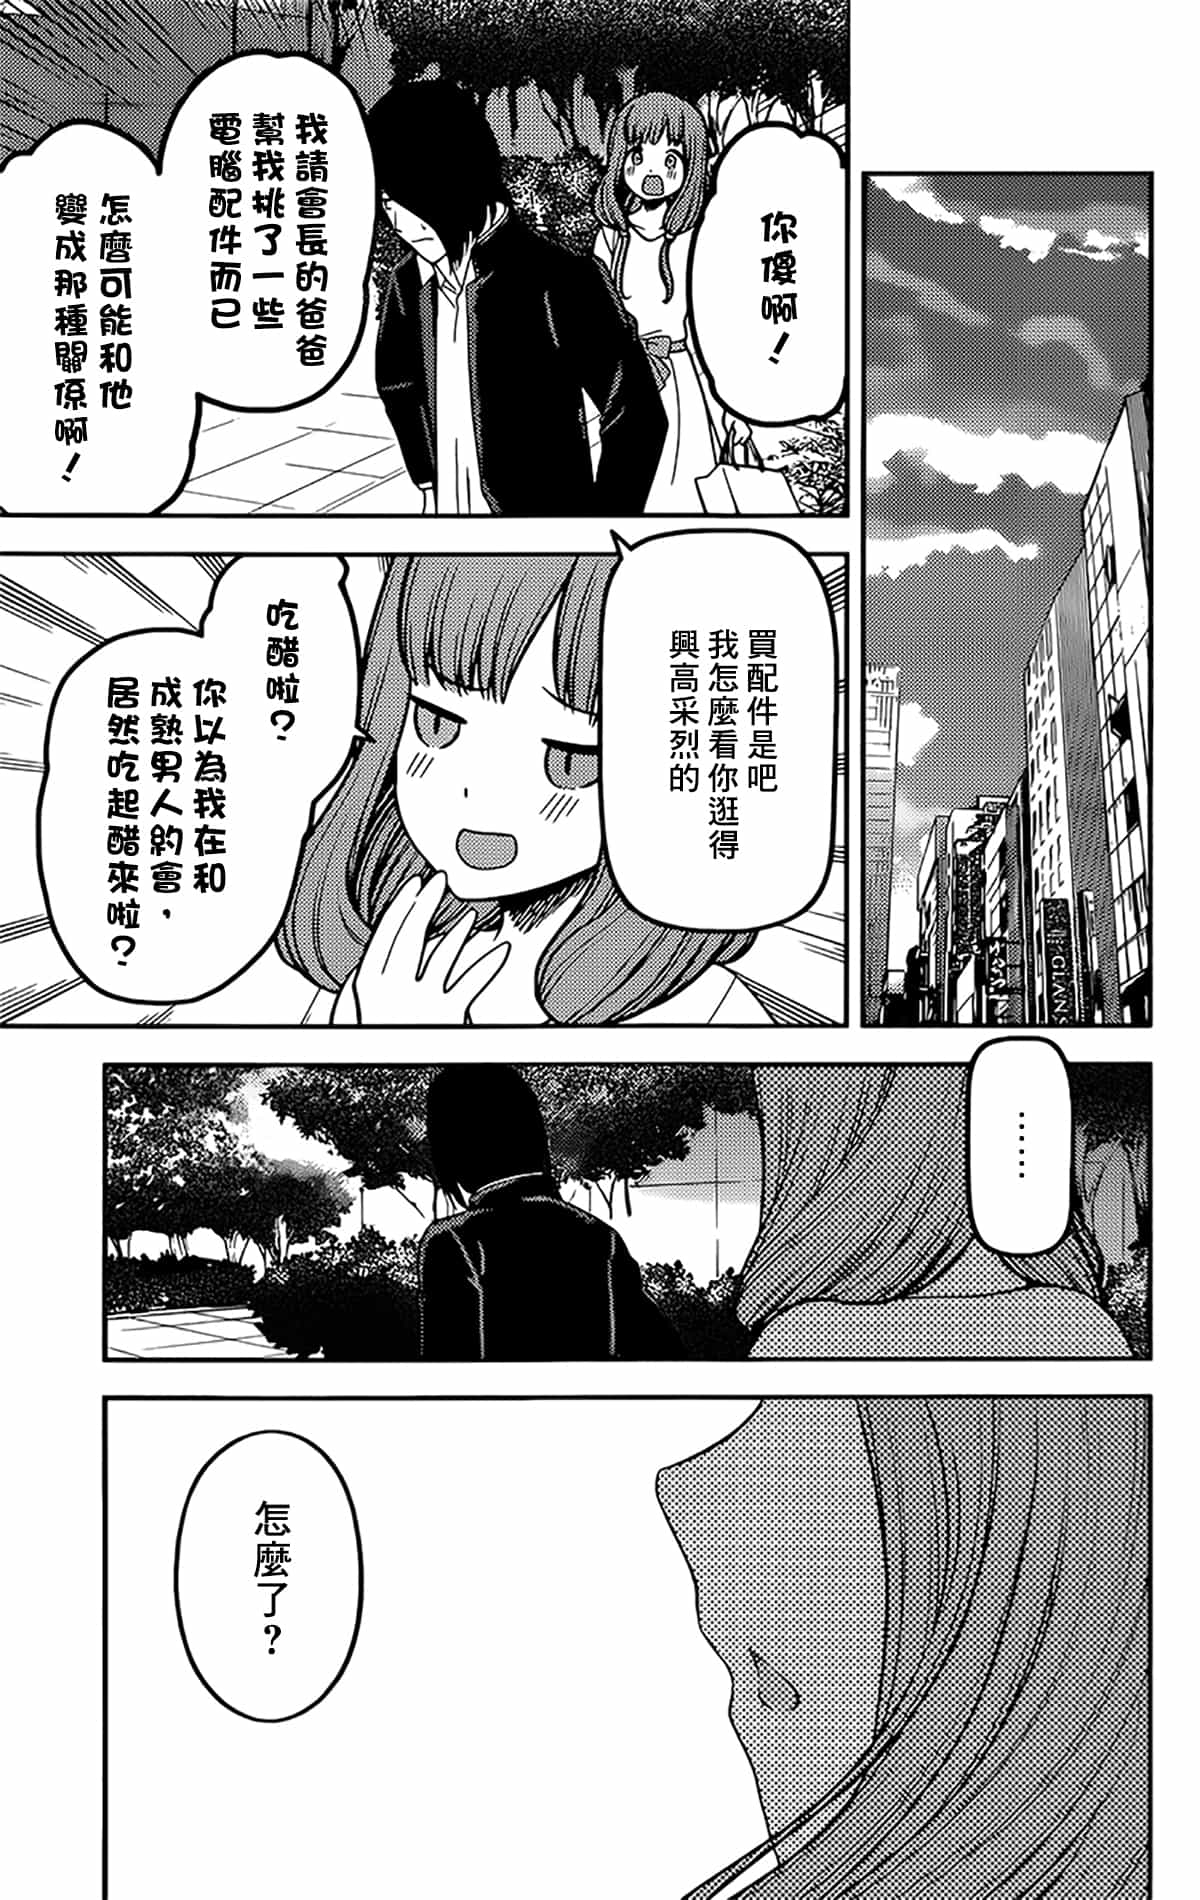 你傻啊！
我請會長的爸爸
幫我挑了一些
電腦配件而已
怎麼可能和他
變成那種關係啊！
買配件是吧
我怎麼看你逛得
興高采烈的
吃醋啦？
你以為我在和
成熟男人約會，
居然吃起醋來啦？
……
怎麼了？